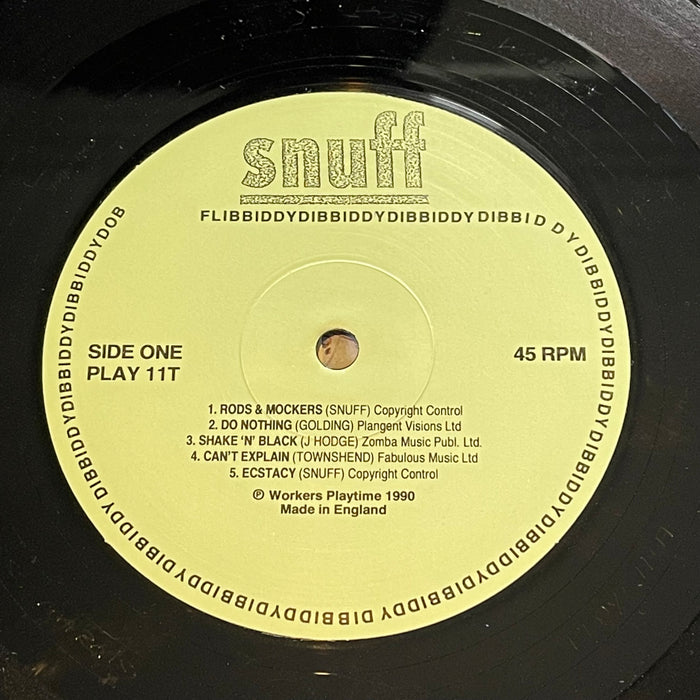 snuff
FLIBBIDDYDIBBIDDYDIBBIDDYDIBBIDDYDIBBIDDYDIBBIDDYDIBBIDDYDIBBIDDYDIBBIDDYDIBBIDDYDIBBIDDYDIBBIDDYDIBBIDDY DIBBIDDYDIBBIDDYDIBBIDDYDOB
SIDE ONE
PLAY 11T
45 RPM
1. RODS & MOCKERS (SNUFF) Copyright Control
2. DO NOTHING (GOLDING) Plangent Visions Ltd
3. SHAKE 'N' BLACK (J HODGE) Zomba Music Publ. Ltd.
4. CAN'T EXPLAIN (TOWNSHEND) Fabulous Music Ltd
5. ECSTACY (SNUFF) Copyright Control
℗ Workers Playtime 1990
Made in England